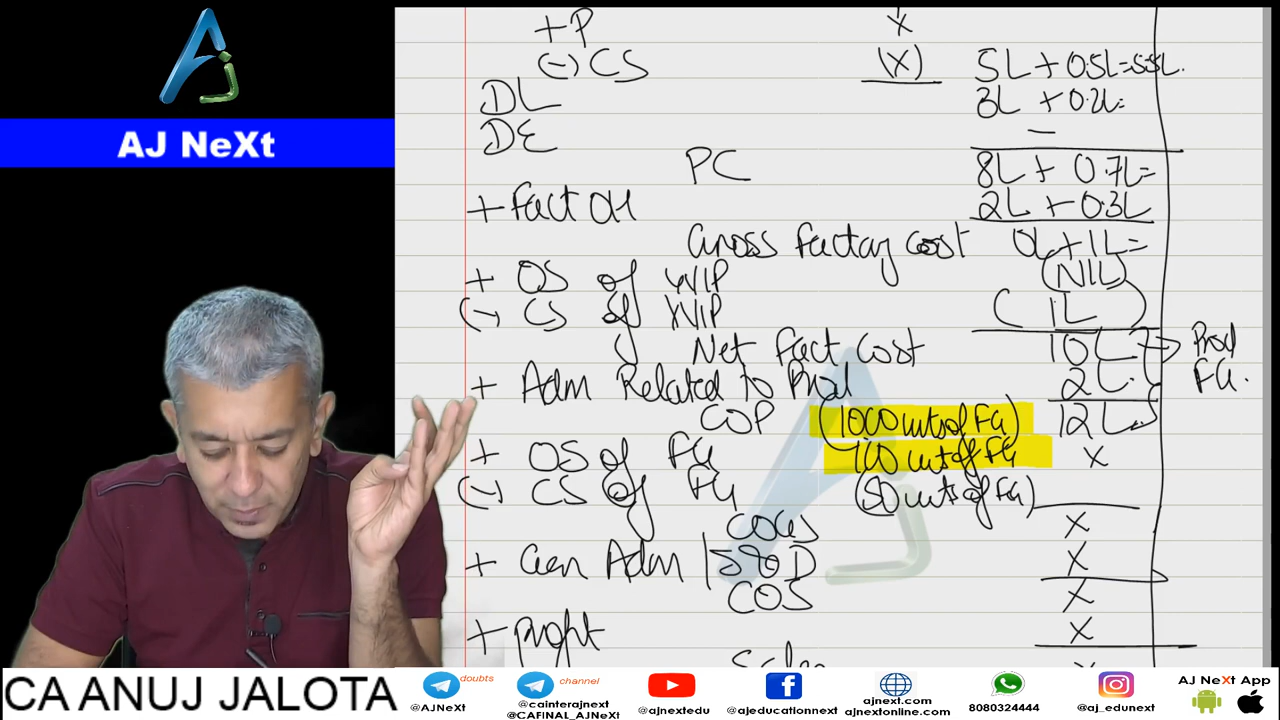 AJ NeXt
+P X
(-) CS (X) 5L + 0.5L=5.5L.
DL 3L + 0.2L=
DE —
PC 8L + 0.7L=
+ Fact OH 2L + 0.3L
Gross Factory cost 0L + 1L=
+ OS of WIP (NIL)
(-) CS of WIP ( 1L )
Net Fact Cost 10L → Prod
+ Adm Related to Prod 2L. FG.
COP (1000 units of FG) 12L
+ OS of FG 100 units of FG X
(-) CS of FG (50 units of FG)
COGS X
+ Gen Adm | S&D X
COS X
+ profit X
Sales
CA ANUJ JALOTA
doubts
@AJNeXt
channel
@cainterajnext
@CAFINAL_AJNeXt
@ajnextedu
@ajeducationnext
ajnext.com
ajnextonline.com
8080324444
@aj_edunext
AJ NeXt App